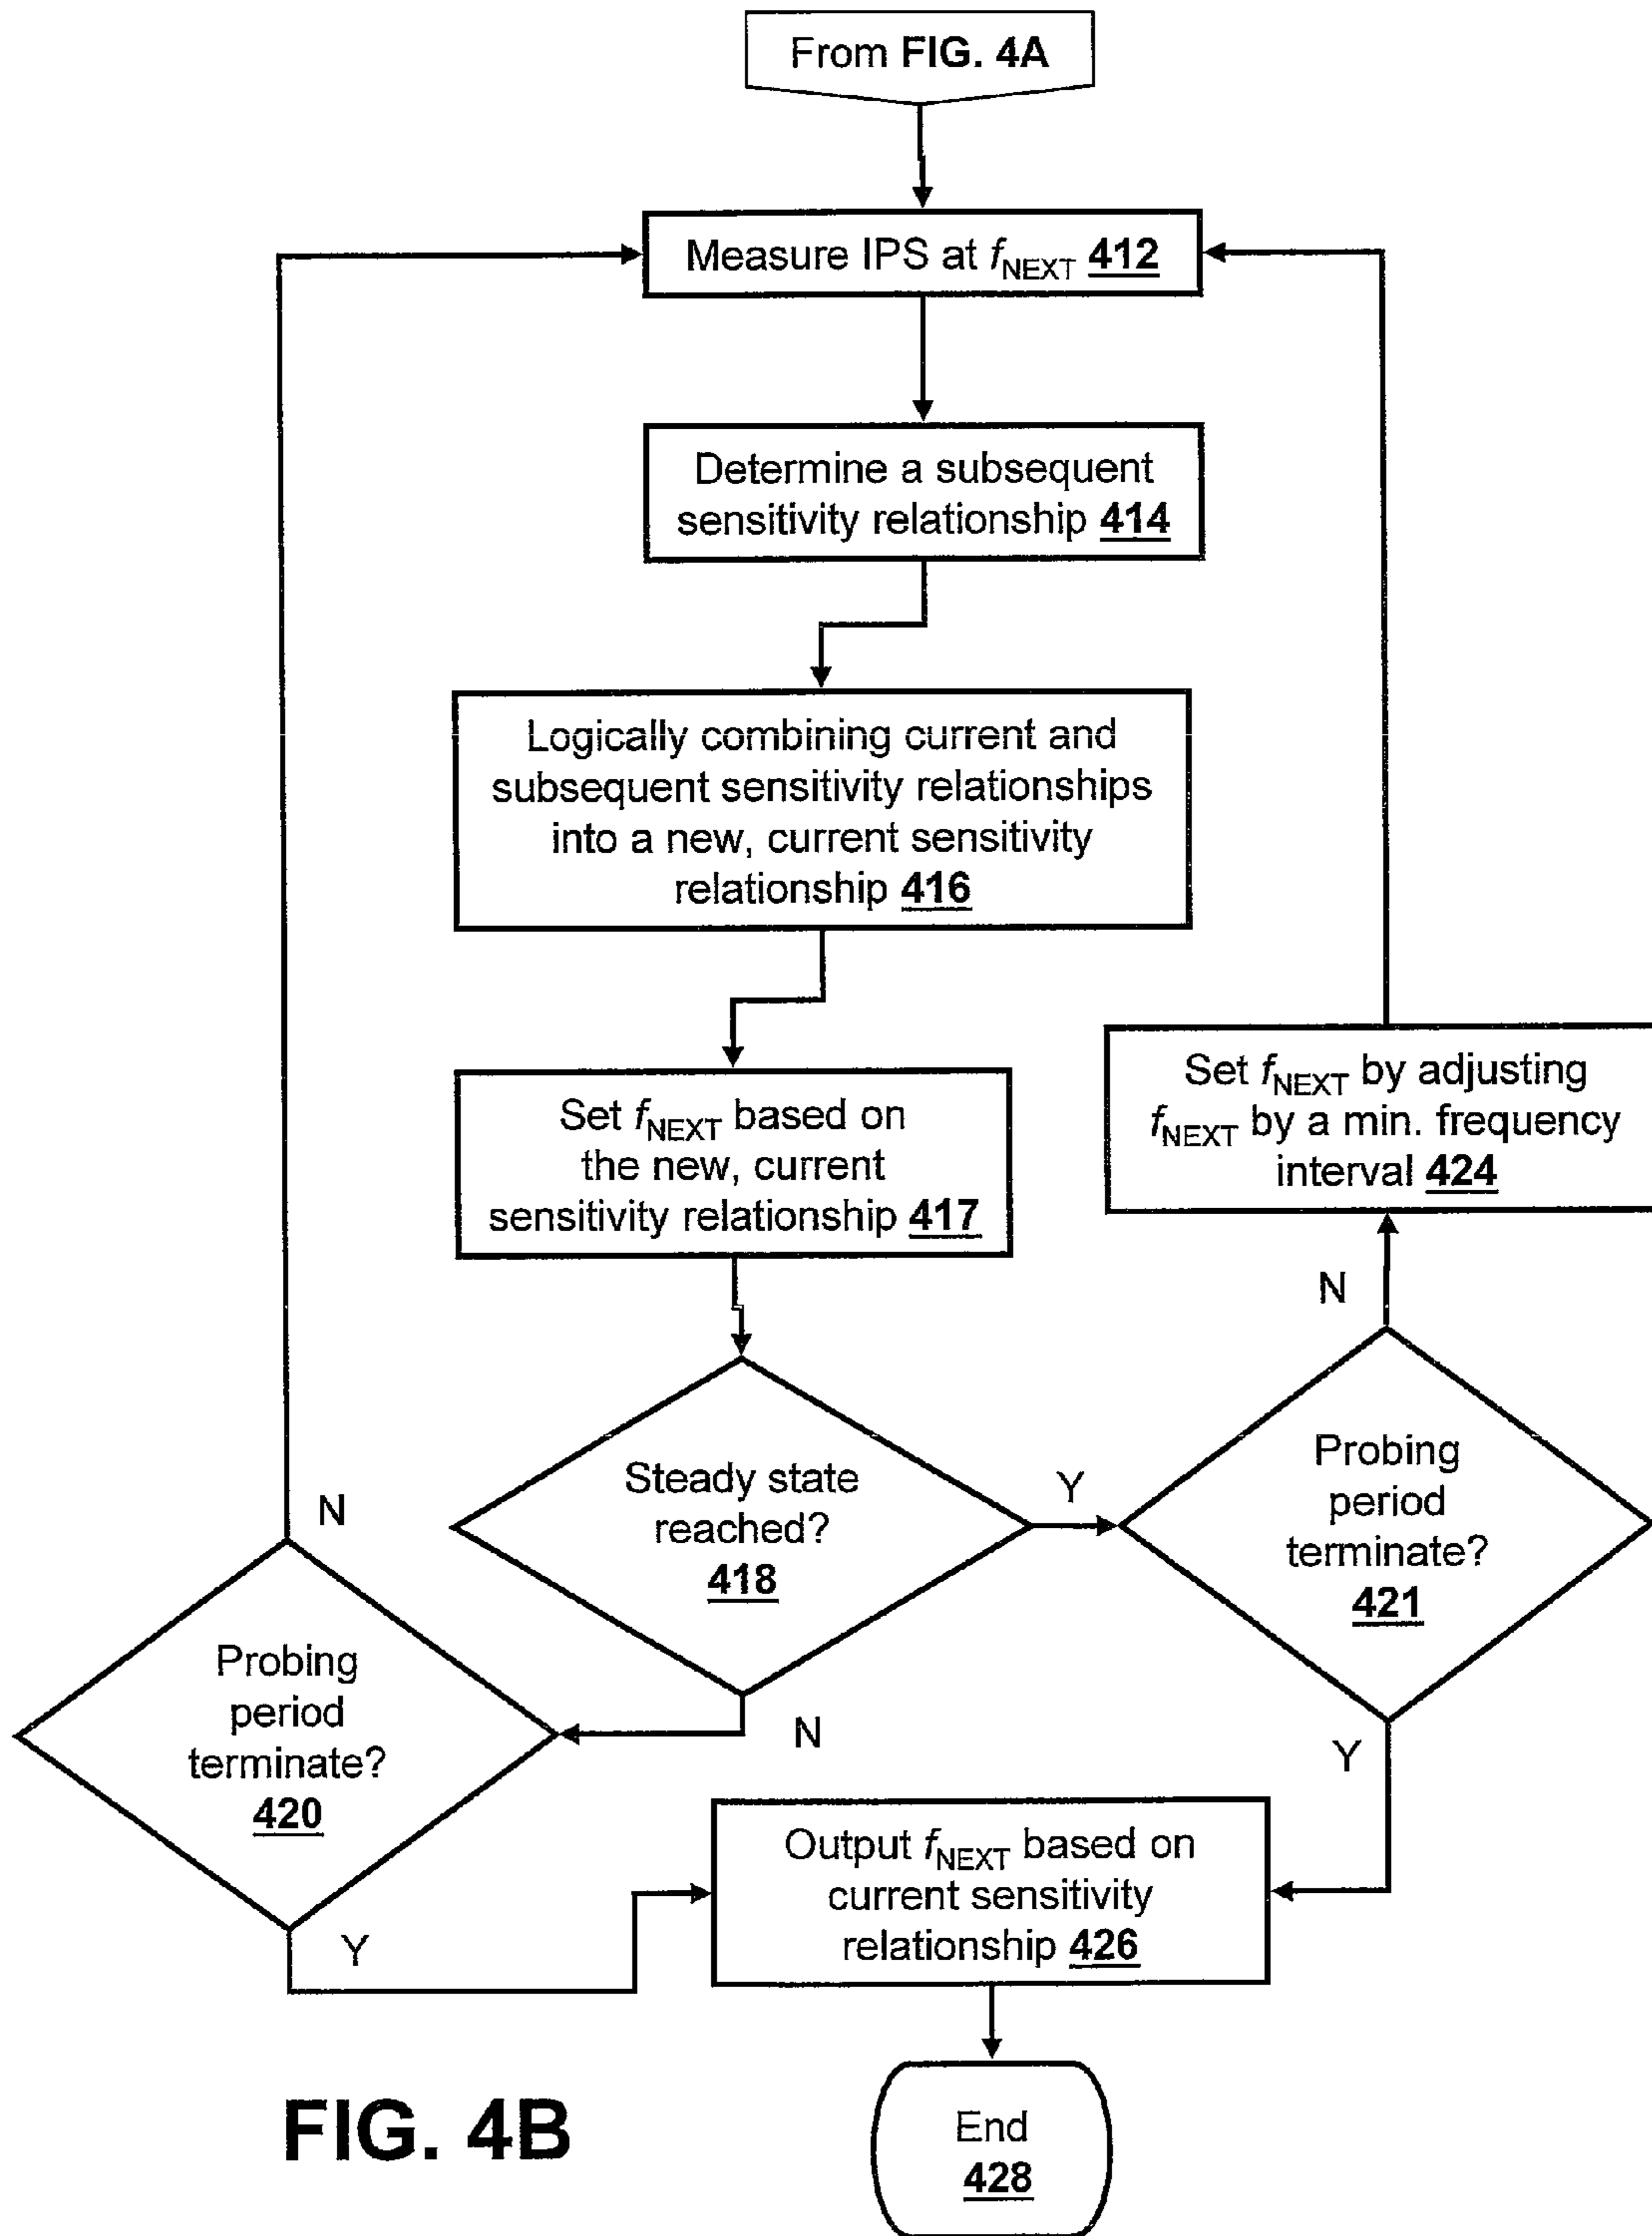 From FIG. 4A
Measure IPS at fNEXT 412
Determine a subsequent
sensitivity relationship 414
Logically combining current and
subsequent sensitivity relationships
into a new, current sensitivity
relationship 416
Set fNEXT based on
the new, current
sensitivity relationship 417
Set fNEXT by adjusting
fNEXT by a min. frequency
interval 424
N
Steady state
reached?
418
Y
Probing
period
terminate?
421
N
Probing
period
terminate?
420
N
Y
Y
Output fNEXT based on
current sensitivity
relationship 426
End
428
FIG. 4B